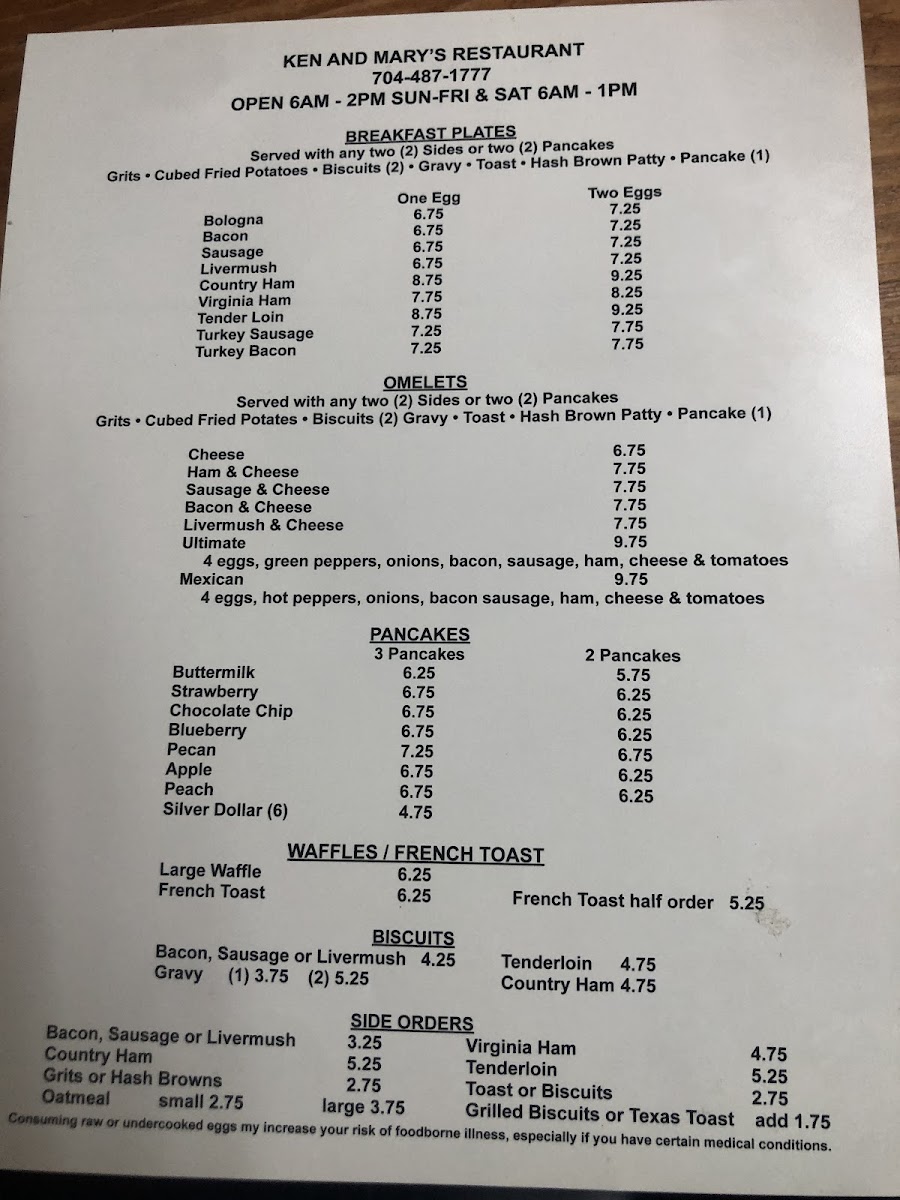 KEN AND MARY'S RESTAURANT
704-487-1777
OPEN 6AM - 2PM SUN-FRI & SAT 6AM - 1PM
BREAKFAST PLATES
Served with any two (2) Sides or two (2) Pancakes
Grits • Cubed Fried Potatoes • Biscuits (2) • Gravy • Toast • Hash Brown Patty • Pancake (1)
One Egg Two Eggs
Bologna 6.75 7.25
Bacon 6.75 7.25
Sausage 6.75 7.25
Livermush 6.75 7.25
Country Ham 8.75 9.25
Virginia Ham 7.75 8.25
Tender Loin 8.75 9.25
Turkey Sausage 7.25 7.75
Turkey Bacon 7.25 7.75
OMELETS
Served with any two (2) Sides or two (2) Pancakes
Grits • Cubed Fried Potates • Biscuits (2) Gravy • Toast • Hash Brown Patty • Pancake (1)
Cheese 6.75
Ham & Cheese 7.75
Sausage & Cheese 7.75
Bacon & Cheese 7.75
Livermush & Cheese 7.75
Ultimate 9.75
4 eggs, green peppers, onions, bacon, sausage, ham, cheese & tomatoes
Mexican 9.75
4 eggs, hot peppers, onions, bacon sausage, ham, cheese & tomatoes
PANCAKES
3 Pancakes 2 Pancakes
Buttermilk 6.25 5.75
Strawberry 6.75 6.25
Chocolate Chip 6.75 6.25
Blueberry 6.75 6.25
Pecan 7.25 6.75
Apple 6.75 6.25
Peach 6.75 6.25
Silver Dollar (6) 4.75
WAFFLES / FRENCH TOAST
Large Waffle 6.25
French Toast 6.25 French Toast half order 5.25
BISCUITS
Bacon, Sausage or Livermush 4.25 Tenderloin 4.75
Gravy (1) 3.75 (2) 5.25 Country Ham 4.75
SIDE ORDERS
Bacon, Sausage or Livermush 3.25 Virginia Ham 4.75
Country Ham 5.25 Tenderloin 5.25
Grits or Hash Browns 2.75 Toast or Biscuits 2.75
Oatmeal small 2.75 large 3.75 Grilled Biscuits or Texas Toast add 1.75
Consuming raw or undercooked eggs my increase your risk of foodborne illness, especially if you have certain medical conditions.